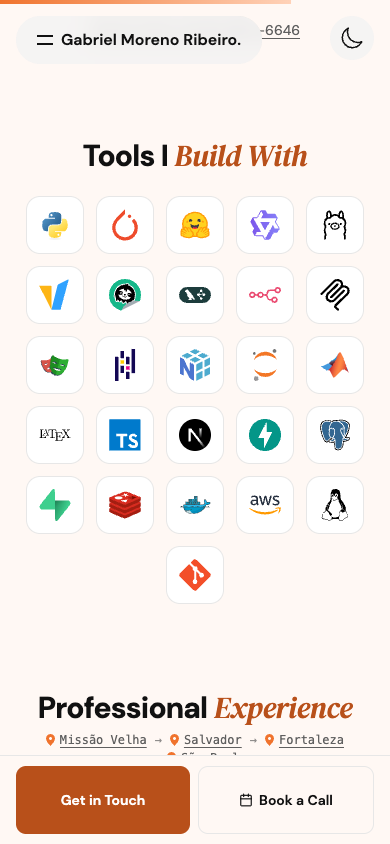 -6646
Gabriel Moreno Ribeiro.
Tools I Build With
LATEX
TS
N
aws
Professional Experience
Missão Velha → Salvador → Fortaleza
Get in Touch
Book a Call